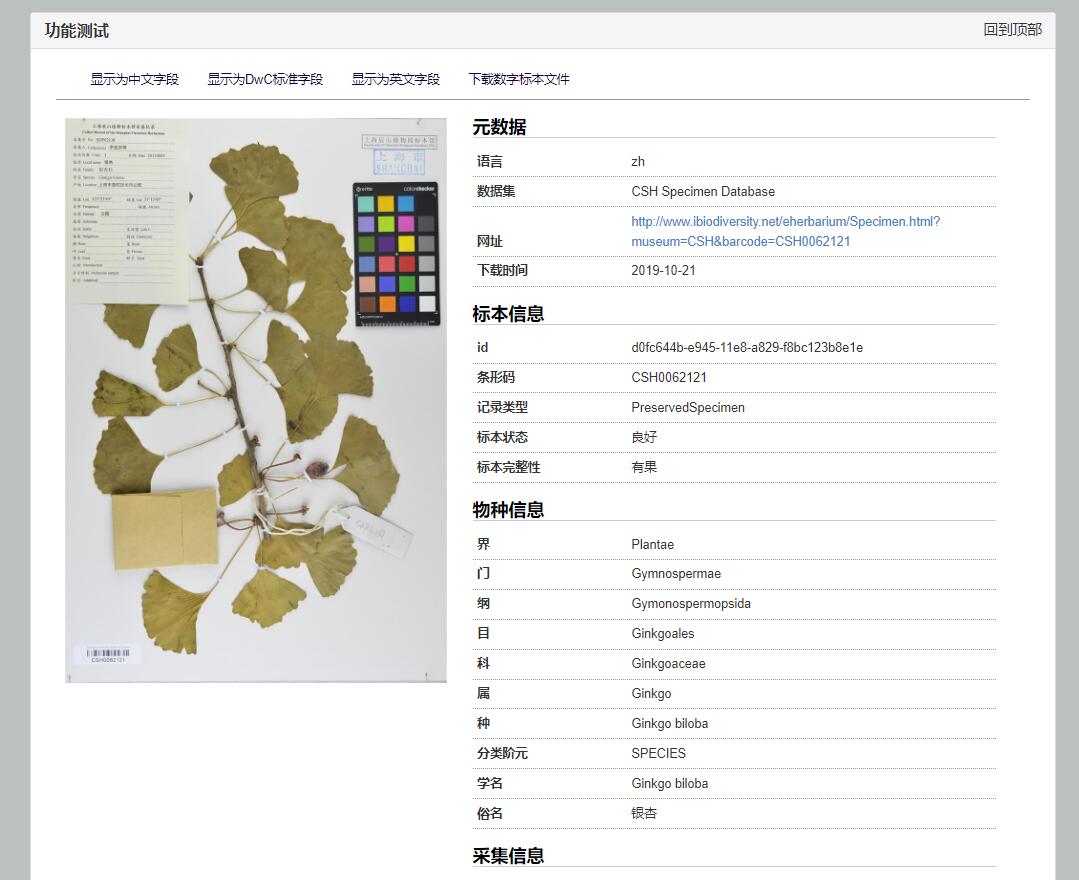 功能测试
回到顶部
显示为中文字段 显示为DwC标准字段 显示为英文字段 下载数字标本文件
上海市
SHANGHAI
colorchecker
CSH0062121
元数据
语言 zh
数据集 CSH Specimen Database
网址 http://www.ibiodiversity.net/eherbarium/Specimen.html?
museum=CSH&barcode=CSH0062121
下载时间 2019-10-21
标本信息
id d0fc644b-e945-11e8-a829-f8bc123b8e1e
条形码 CSH0062121
记录类型 PreservedSpecimen
标本状态 良好
标本完整性 有果
物种信息
界 Plantae
门 Gymnospermae
纲 Gymonospermopsida
目 Ginkgoales
科 Ginkgoaceae
属 Ginkgo
种 Ginkgo biloba
分类阶元 SPECIES
学名 Ginkgo biloba
俗名 银杏
采集信息